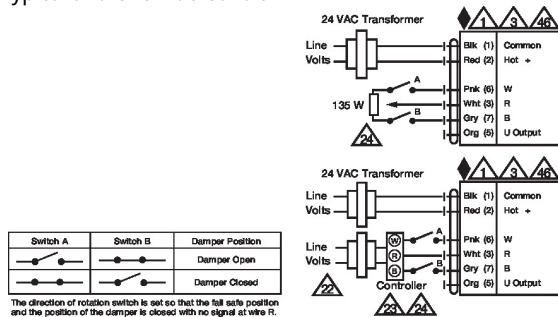 24 VAC Transformer
1 3 46
Line
Volts
Blk (1) Common
Red (2) Hot +
A
Pnk (6) W
135 W
Wht (3) R
B
Gry (7) B
Org (5) U Output
24
24 VAC Transformer
1 3 46
Line
Volts
Blk (1) Common
Red (2) Hot +
A
W
Pnk (6) W
Line
Volts
R
Wht (3) R
B
B
Gry (7) B
Org (5) U Output
Controller
22
23 24
Switch A Switch B Damper Position
Damper Open
Damper Closed
The direction of rotation switch is set so that the fail safe position
and the position of the damper is closed with no signal at wire R.